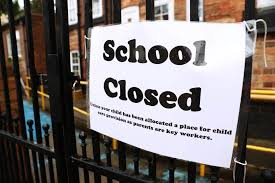 School
Closed
Unless your child has been allocated a place for child
care provision as parents are key workers.